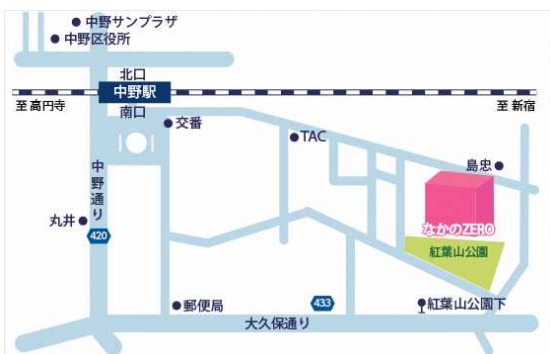 中野サンプラザ
中野区役所
北口
中野駅
至高円寺
至 新宿
南口
交番
TAC
島忠
中野通り
丸井
420
なかのZERO
紅葉山公園
郵便局
433
紅葉山公園下
大久保通り